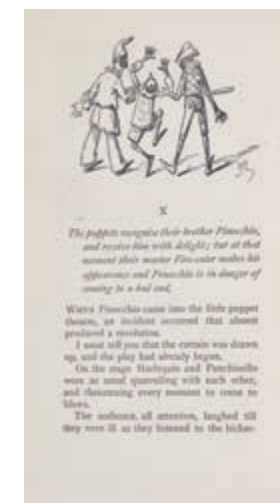 X
The puppets recognise their brother Pinocchio,
and receive him with delight; but at that
moment their master Fire-eater makes his
appearance and Pinocchio is in danger of
coming to a bad end.
WHEN Pinocchio came into the little puppet
theatre, an incident occurred that almost
produced a revolution.
I must tell you that the curtain was drawn
up, and the play had already begun.
On the stage Harlequin and Punchinello
were as usual quarrelling with each other,
and threatening every moment to come to
blows.
The audience, all attention, laughed till
they were ill as they listened to the bicker-